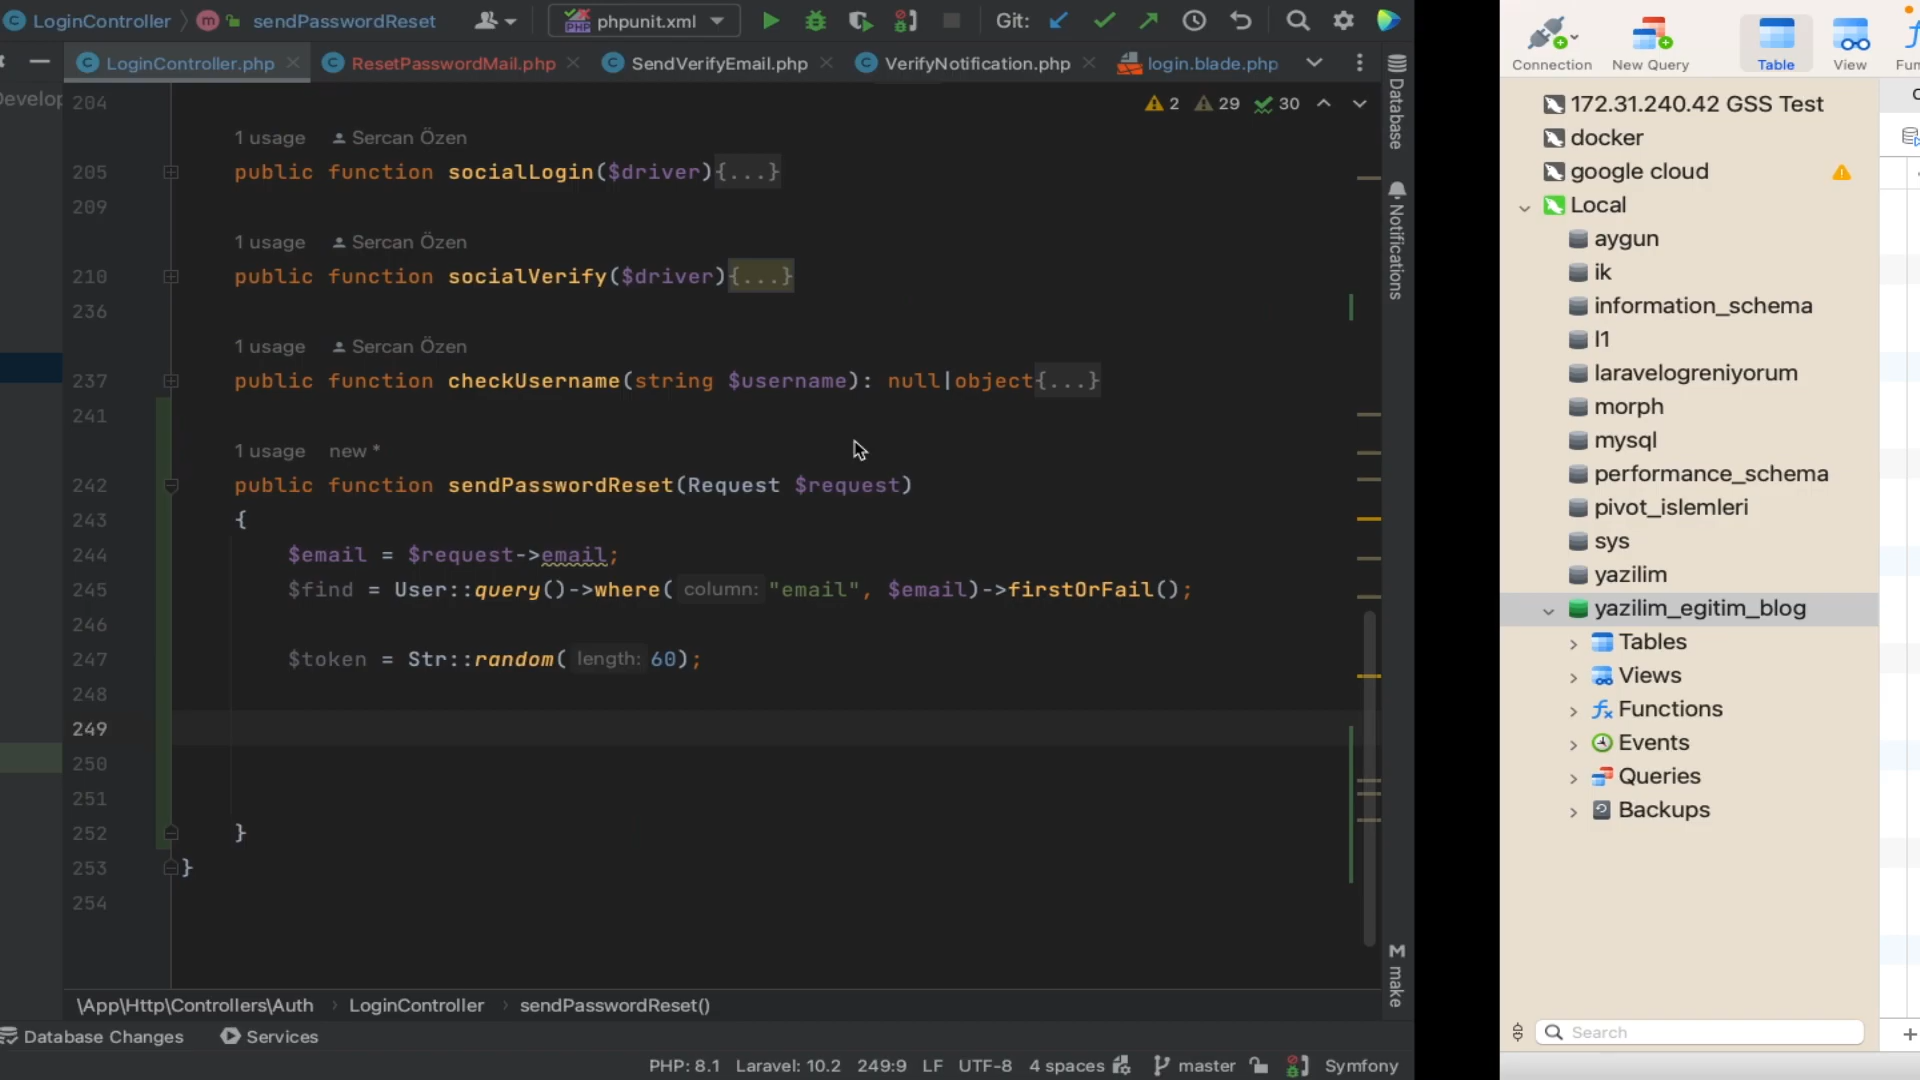 LoginController
sendPasswordReset
phpunit.xml
Git:
LoginController.php
ResetPasswordMail.php
SendVerifyEmail.php
VerifyNotification.php
login.blade.php
2 29 30
204
1 usage Sercan Özen
205 public function socialLogin($driver){...}
209
1 usage Sercan Özen
210 public function socialVerify($driver){...}
236
1 usage Sercan Özen
237 public function checkUsername(string $username): null|object{...}
241
1 usage new *
242 public function sendPasswordReset(Request $request)
243 {
244 $email = $request->email;
245 $find = User::query()->where( column: "email", $email)->firstOrFail();
246
247 $token = Str::random( length: 60);
248
249
250
251
252 }
253 }
254
Database
Notifications
M make
\App\Http\Controllers\Auth › LoginController › sendPasswordReset()
Database Changes
Services
PHP: 8.1 Laravel: 10.2 249:9 LF UTF-8 4 spaces master Symfony
Connection
New Query
Table
View
172.31.240.42 GSS Test
docker
google cloud
Local
aygun
ik
information_schema
l1
laravelogreniyorum
morph
mysql
performance_schema
pivot_islemleri
sys
yazilim
yazilim_egitim_blog
Tables
Views
Functions
Events
Queries
Backups
Search